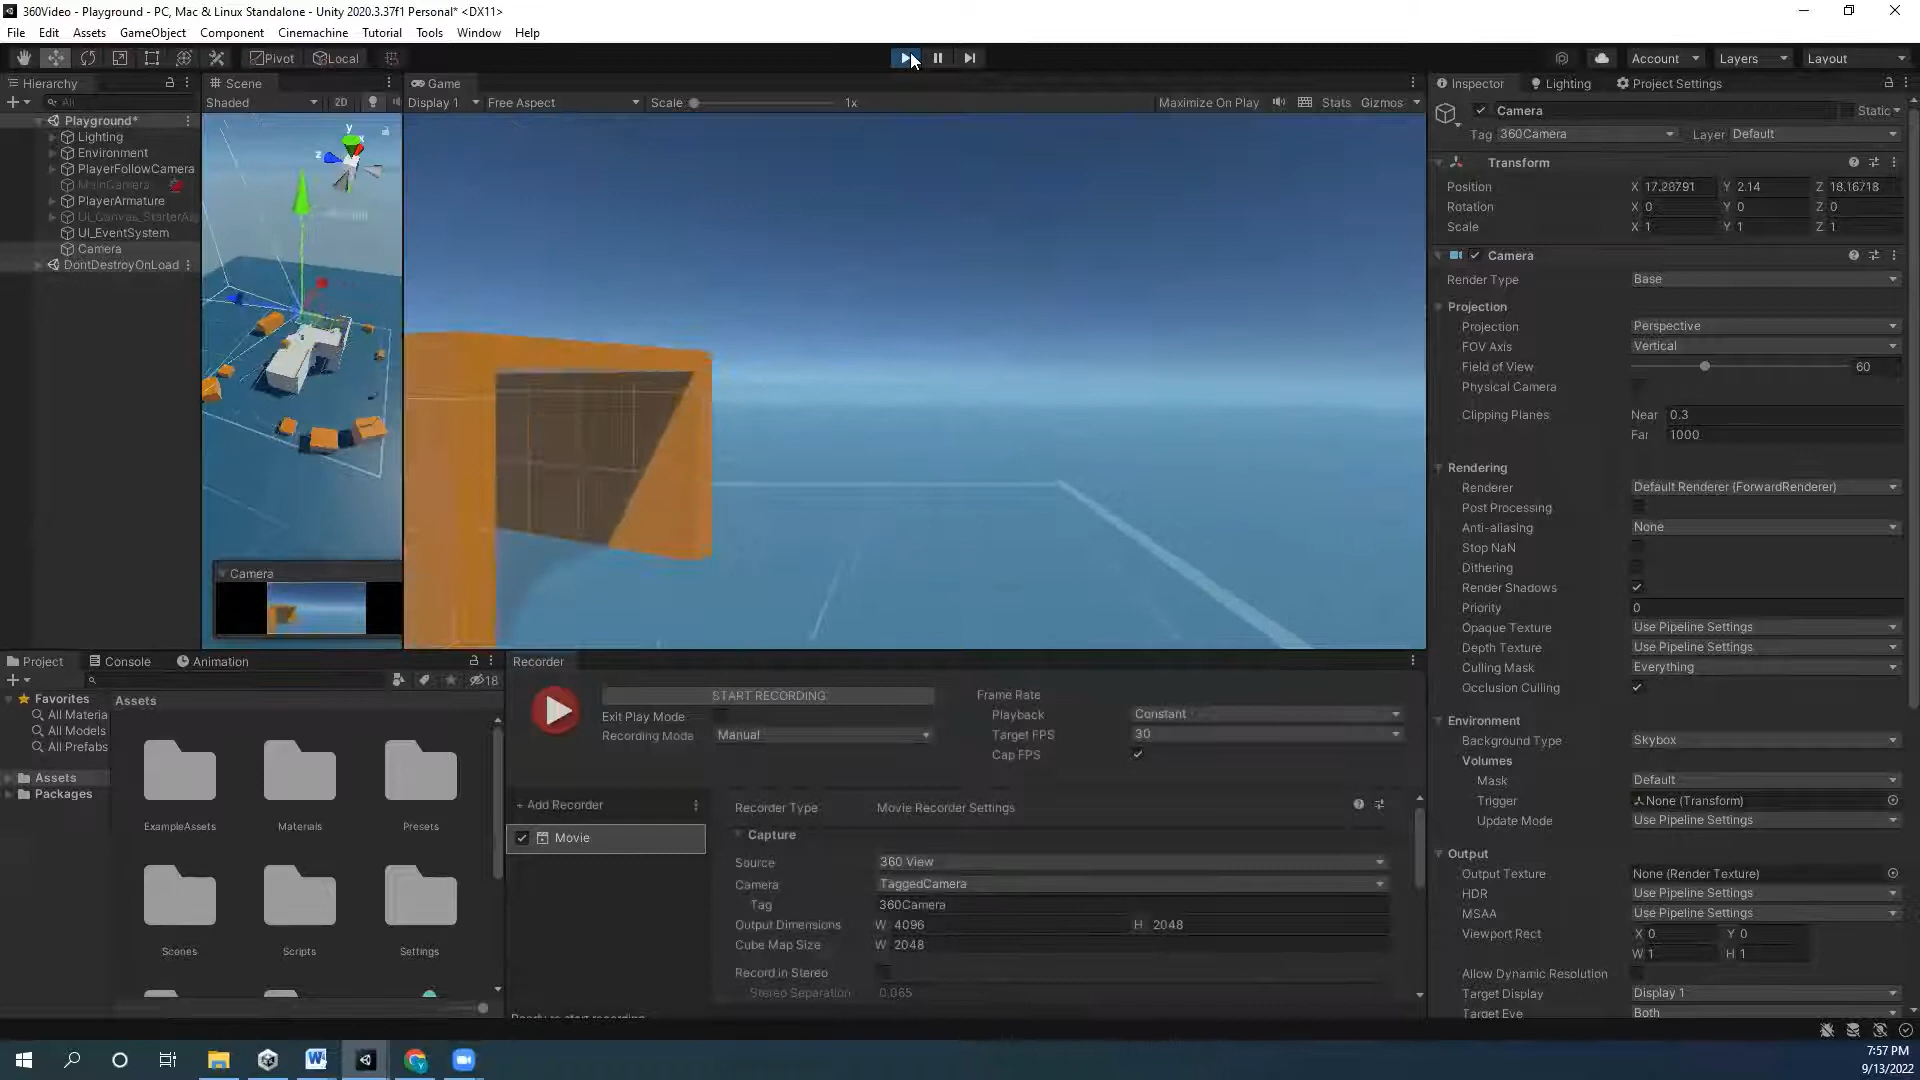 360Video - Playground - PC, Mac & Linux Standalone - Unity 2020.3.37f1 Personal* <DX11>
File Edit Assets GameObject Component Cinemachine Tutorial Tools Window Help
Pivot Local Account Layers Layout
Hierarchy Scene Game Inspector Lighting Project Settings
All Shaded 2D Display 1 Free Aspect Scale 1x Maximize On Play Stats Gizmos
Camera Static
Tag 360Camera Layer Default
Playground*
Lighting
Environment
PlayerFollowCamera
MainCamera
PlayerArmature
UI_Canvas_StarterAs
UI_EventSystem
Camera
DontDestroyOnLoad
y
x
z
Camera
Transform
Position X 17.28791 Y 2.14 Z 18.16718
Rotation X 0 Y 0 Z 0
Scale X 1 Y 1 Z 1
Camera
Render Type Base
Projection
Projection Perspective
FOV Axis Vertical
Field of View 60
Physical Camera
Clipping Planes Near 0.3
Far 1000
Rendering
Renderer Default Renderer (ForwardRenderer)
Post Processing
Anti-aliasing None
Stop NaN
Dithering
Render Shadows
Priority 0
Opaque Texture Use Pipeline Settings
Depth Texture Use Pipeline Settings
Culling Mask Everything
Occlusion Culling
Environment
Background Type Skybox
Volumes
Mask Default
Trigger None (Transform)
Update Mode Use Pipeline Settings
Output
Output Texture None (Render Texture)
HDR Use Pipeline Settings
MSAA Use Pipeline Settings
Viewport Rect X 0 Y 0
W 1 H 1
Allow Dynamic Resolution
Target Display Display 1
Target Eye Both
Project Console Animation
18
Favorites
All Materia
All Models
All Prefabs
Assets
Packages
Assets
ExampleAssets Materials Presets
Scenes Scripts Settings
Recorder
START RECORDING
Exit Play Mode
Recording Mode Manual
Frame Rate
Playback Constant
Target FPS 30
Cap FPS
+ Add Recorder
Movie
Recorder Type Movie Recorder Settings
Capture
Source 360 View
Camera TaggedCamera
Tag 360Camera
Output Dimensions W 4096 H 2048
Cube Map Size W 2048
Record in Stereo
Stereo Separation 0.065
Ready to start recording
7:57 PM
9/13/2022